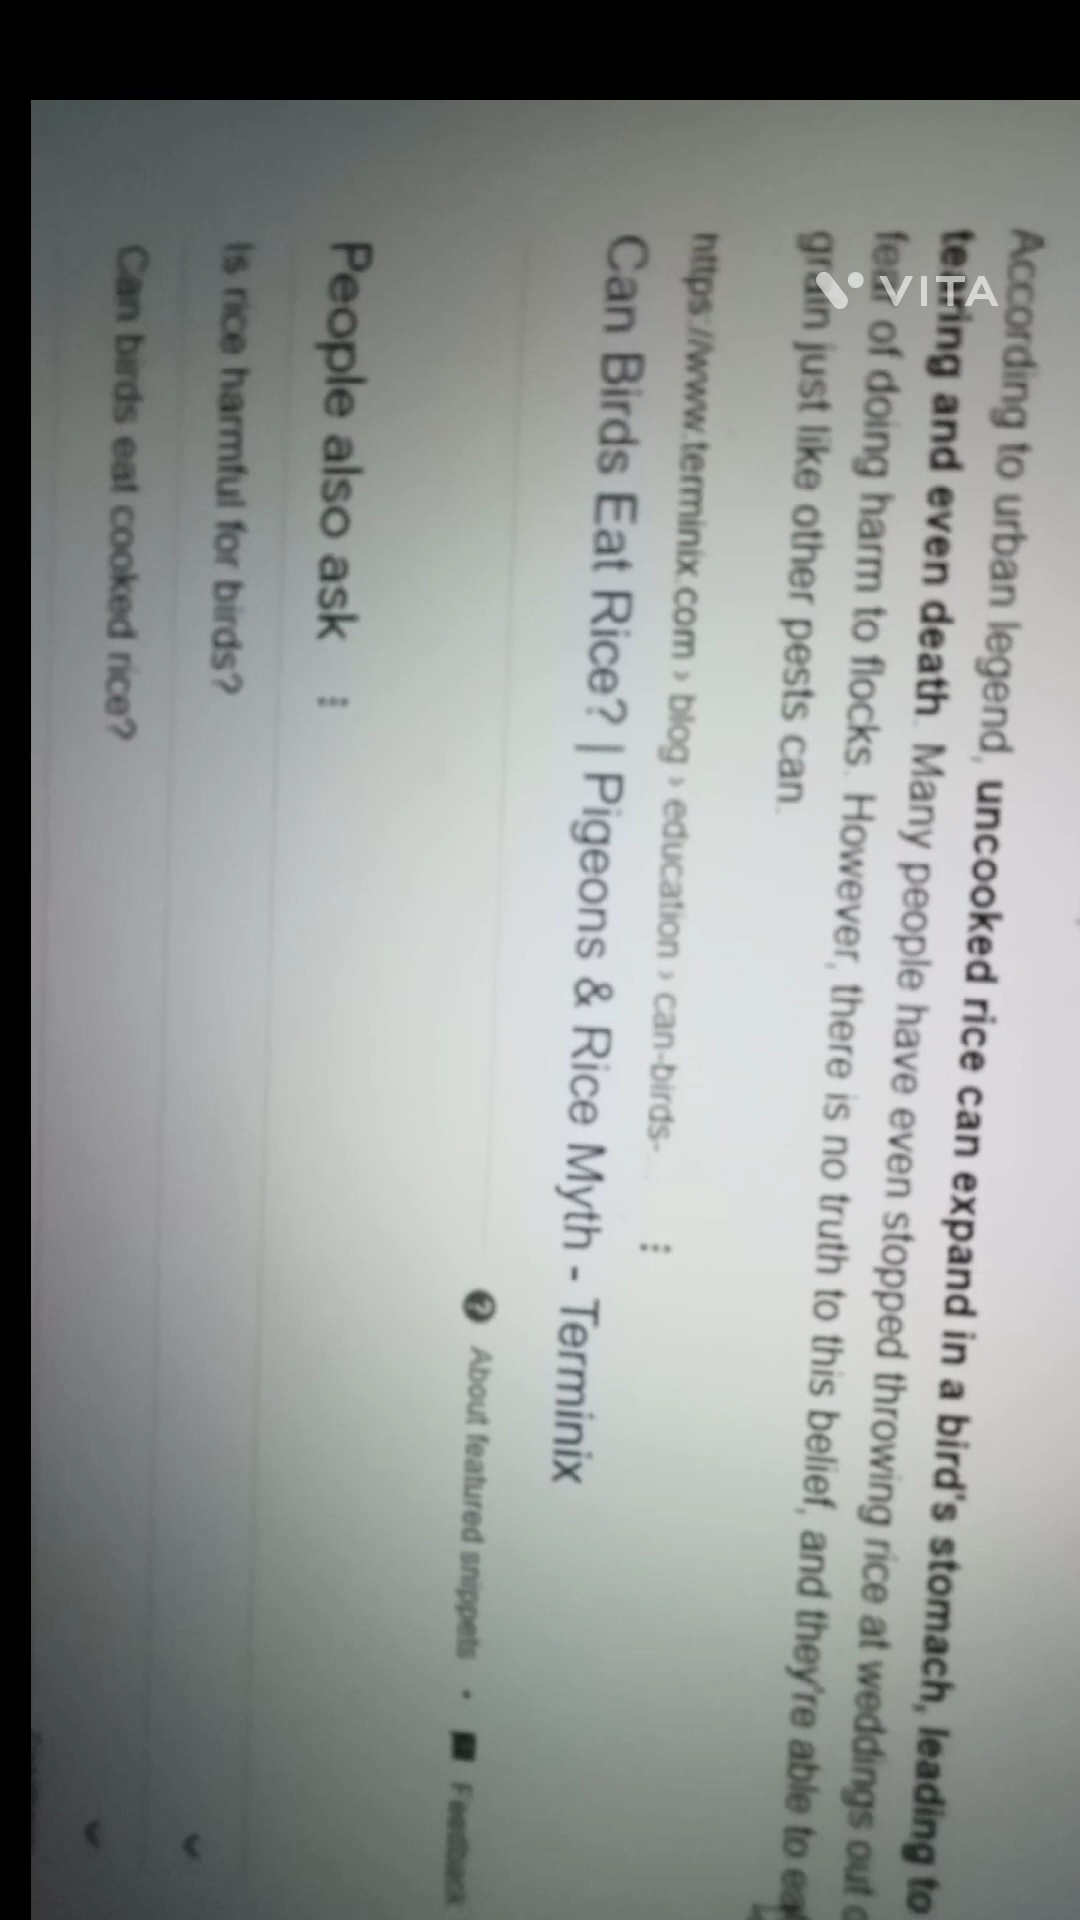 According to urban legend, uncooked rice can expand in a bird's stomach, leading to
tearing and even death. Many people have even stopped throwing rice at weddings out
fear of doing harm to flocks. However, there is no truth to this belief, and they're able to eat
grain just like other pests can.
https://www.terminix.com › blog › education › can-birds-...
Can Birds Eat Rice? | Pigeons & Rice Myth - Terminix
About featured snippets • Feedback
People also ask
Is rice harmful for birds?
Can birds eat cooked rice?
VITA